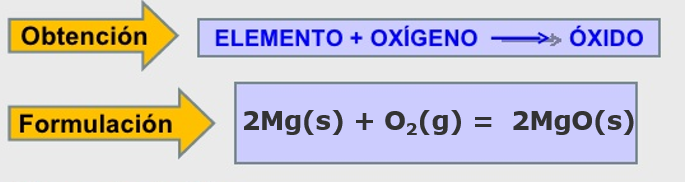 Obtención
ELEMENTO + OXÍGENO ⟶ ÓXIDO
Formulación
2Mg(s) + O₂(g) = 2MgO(s)